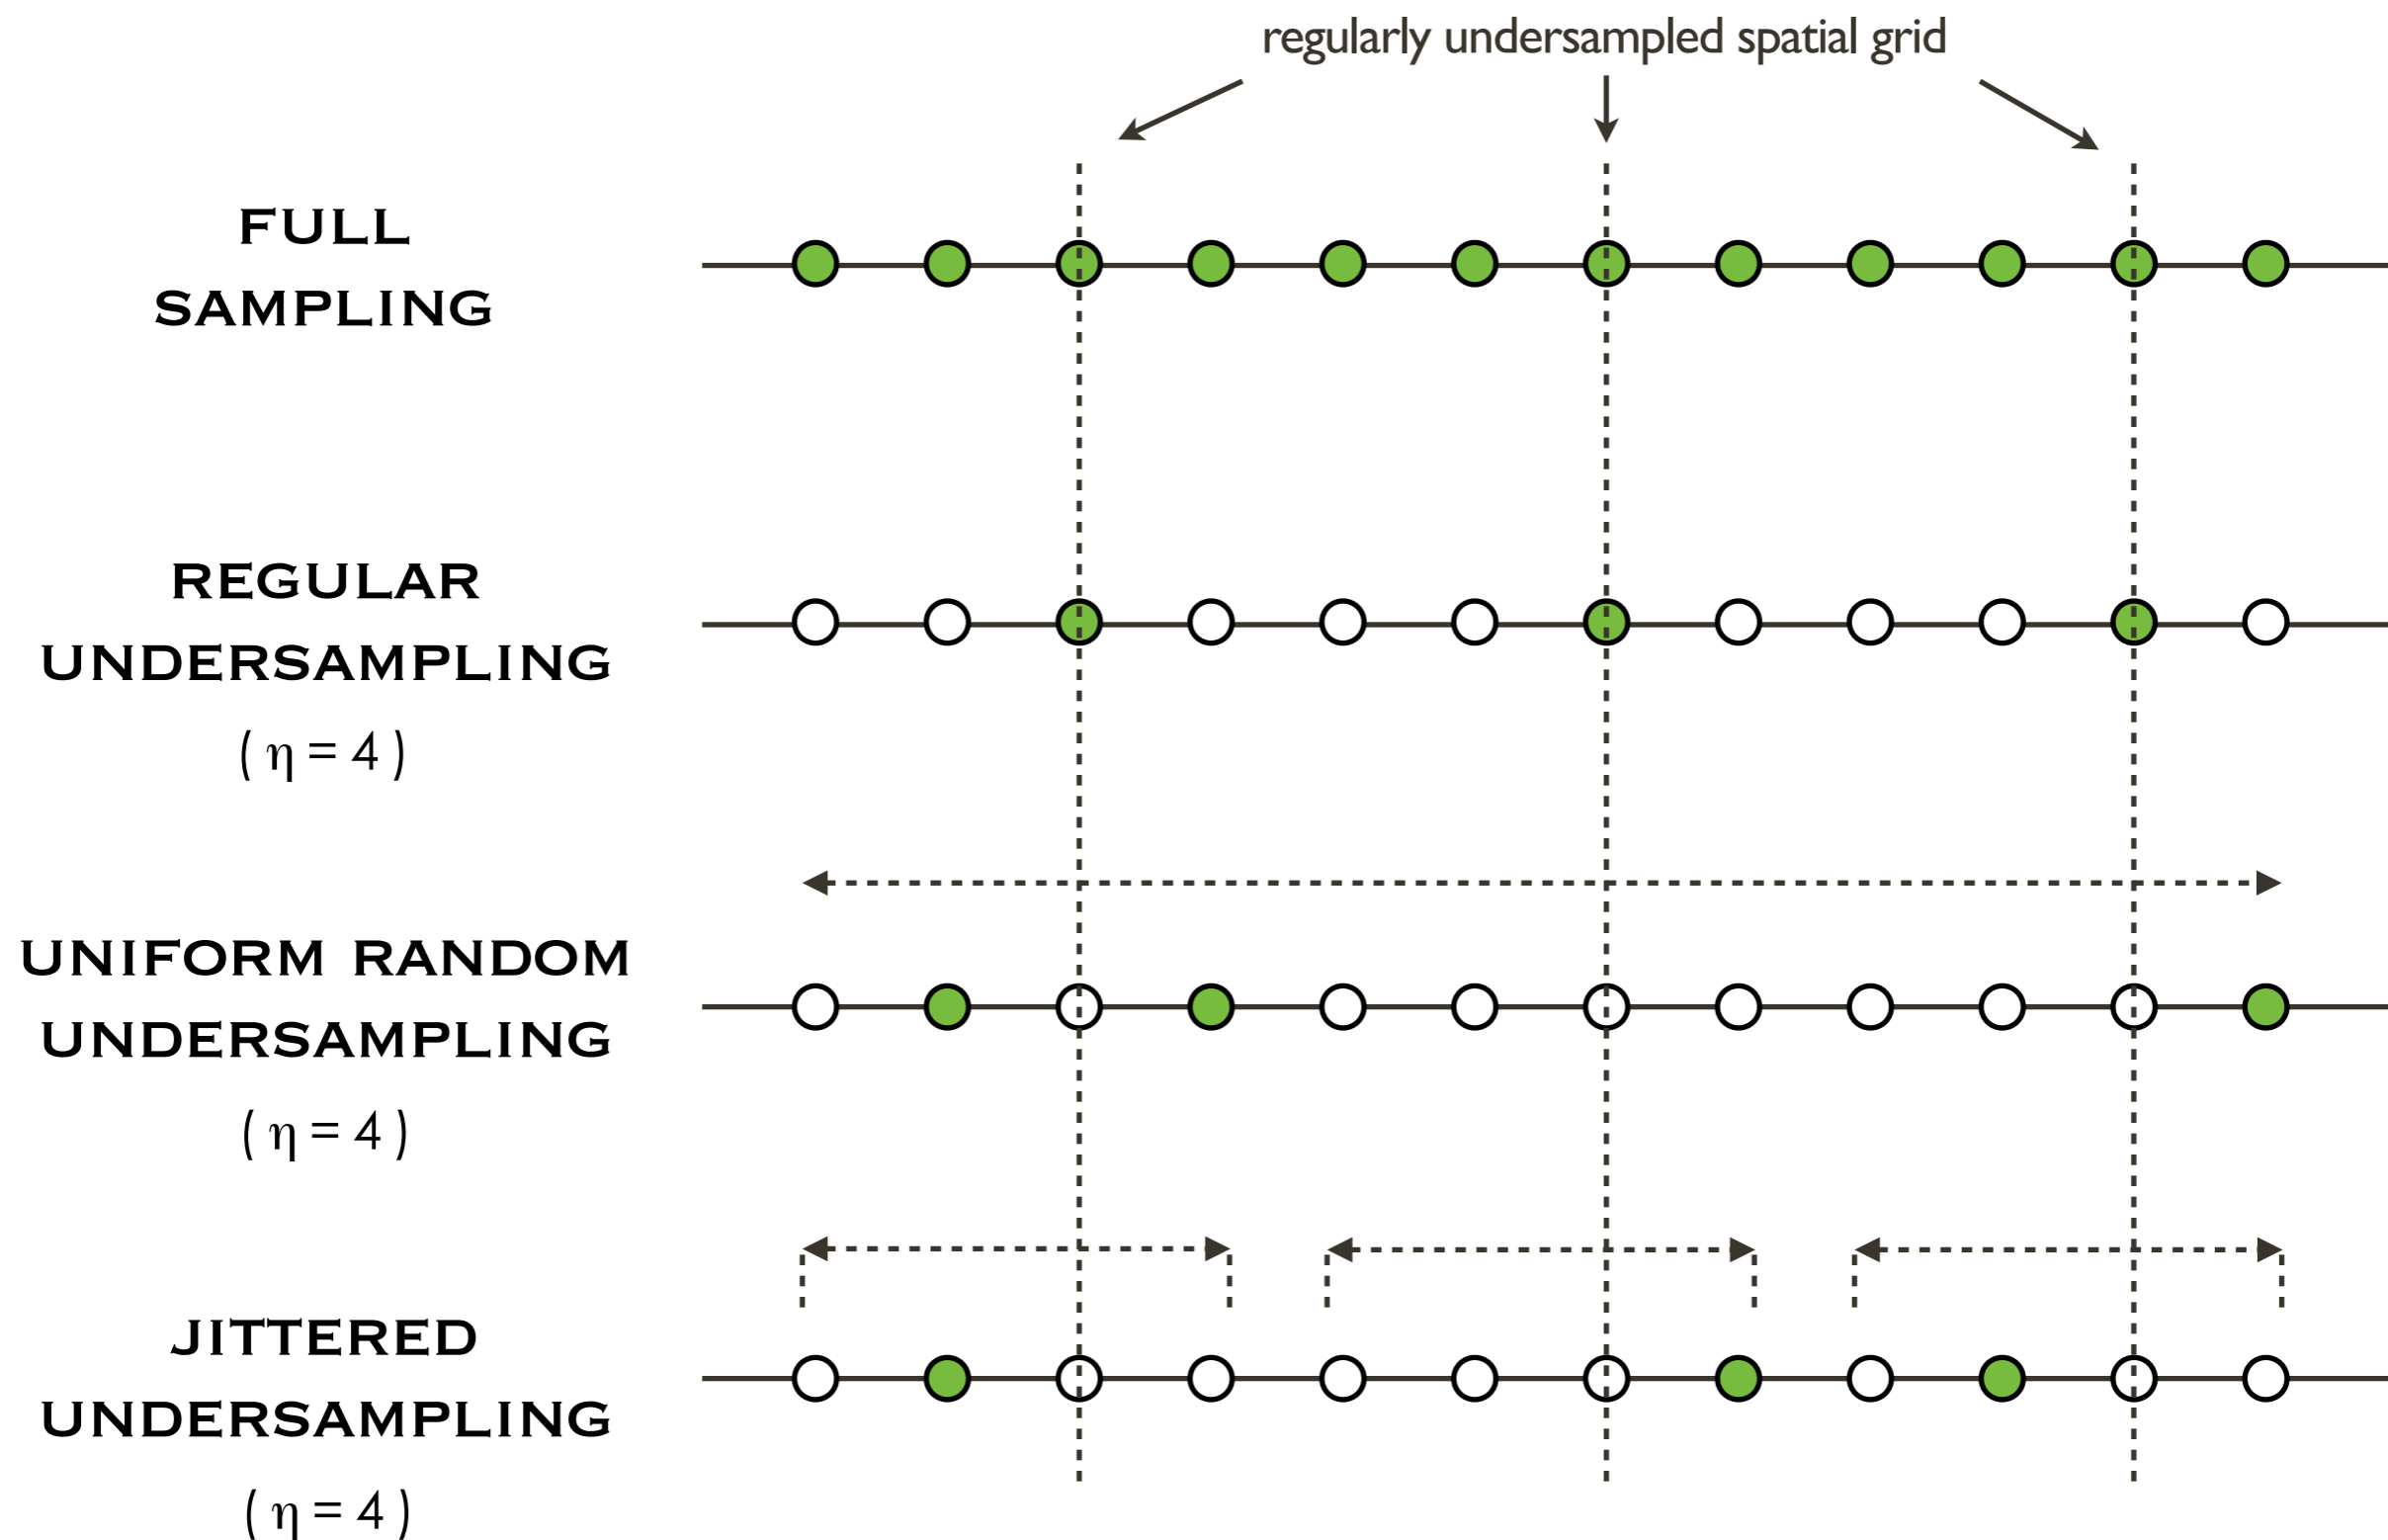 regularly undersampled spatial grid
FULL
SAMPLING
REGULAR
UNDERSAMPLING
( η = 4 )
UNIFORM RANDOM
UNDERSAMPLING
( η = 4 )
JITTERED
UNDERSAMPLING
( η = 4 )